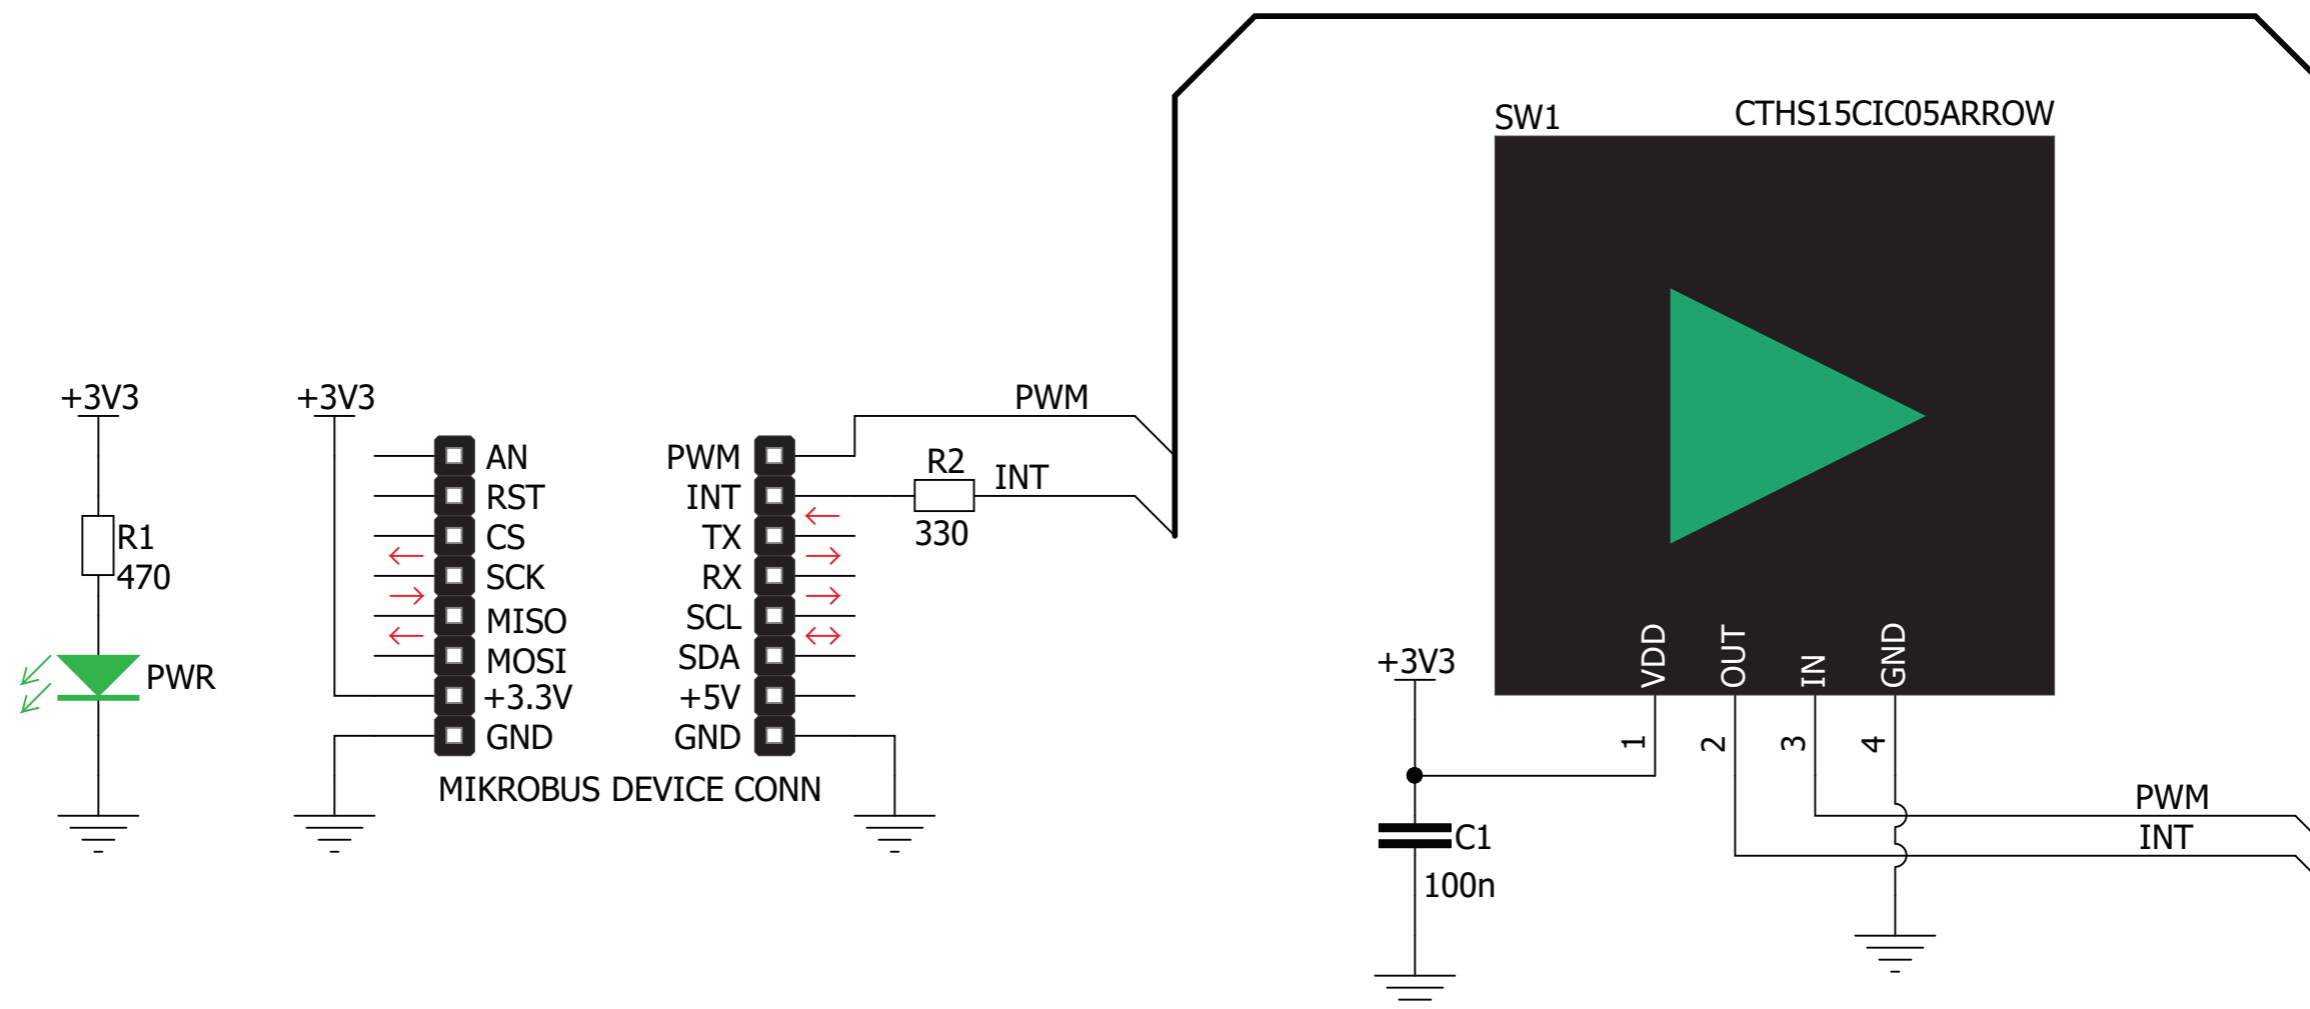 SW1
CTHS15CIC05ARROW
+3V3
+3V3
PWM
AN
PWM
R2
INT
RST
INT
330
R1
470
CS
TX
SCK
RX
MISO
SCL
MOSI
SDA
PWR
+3.3V
+5V
GND
GND
MIKROBUS DEVICE CONN
+3V3
VDD
OUT
IN
GND
1
2
3
4
PWM
INT
C1
100n